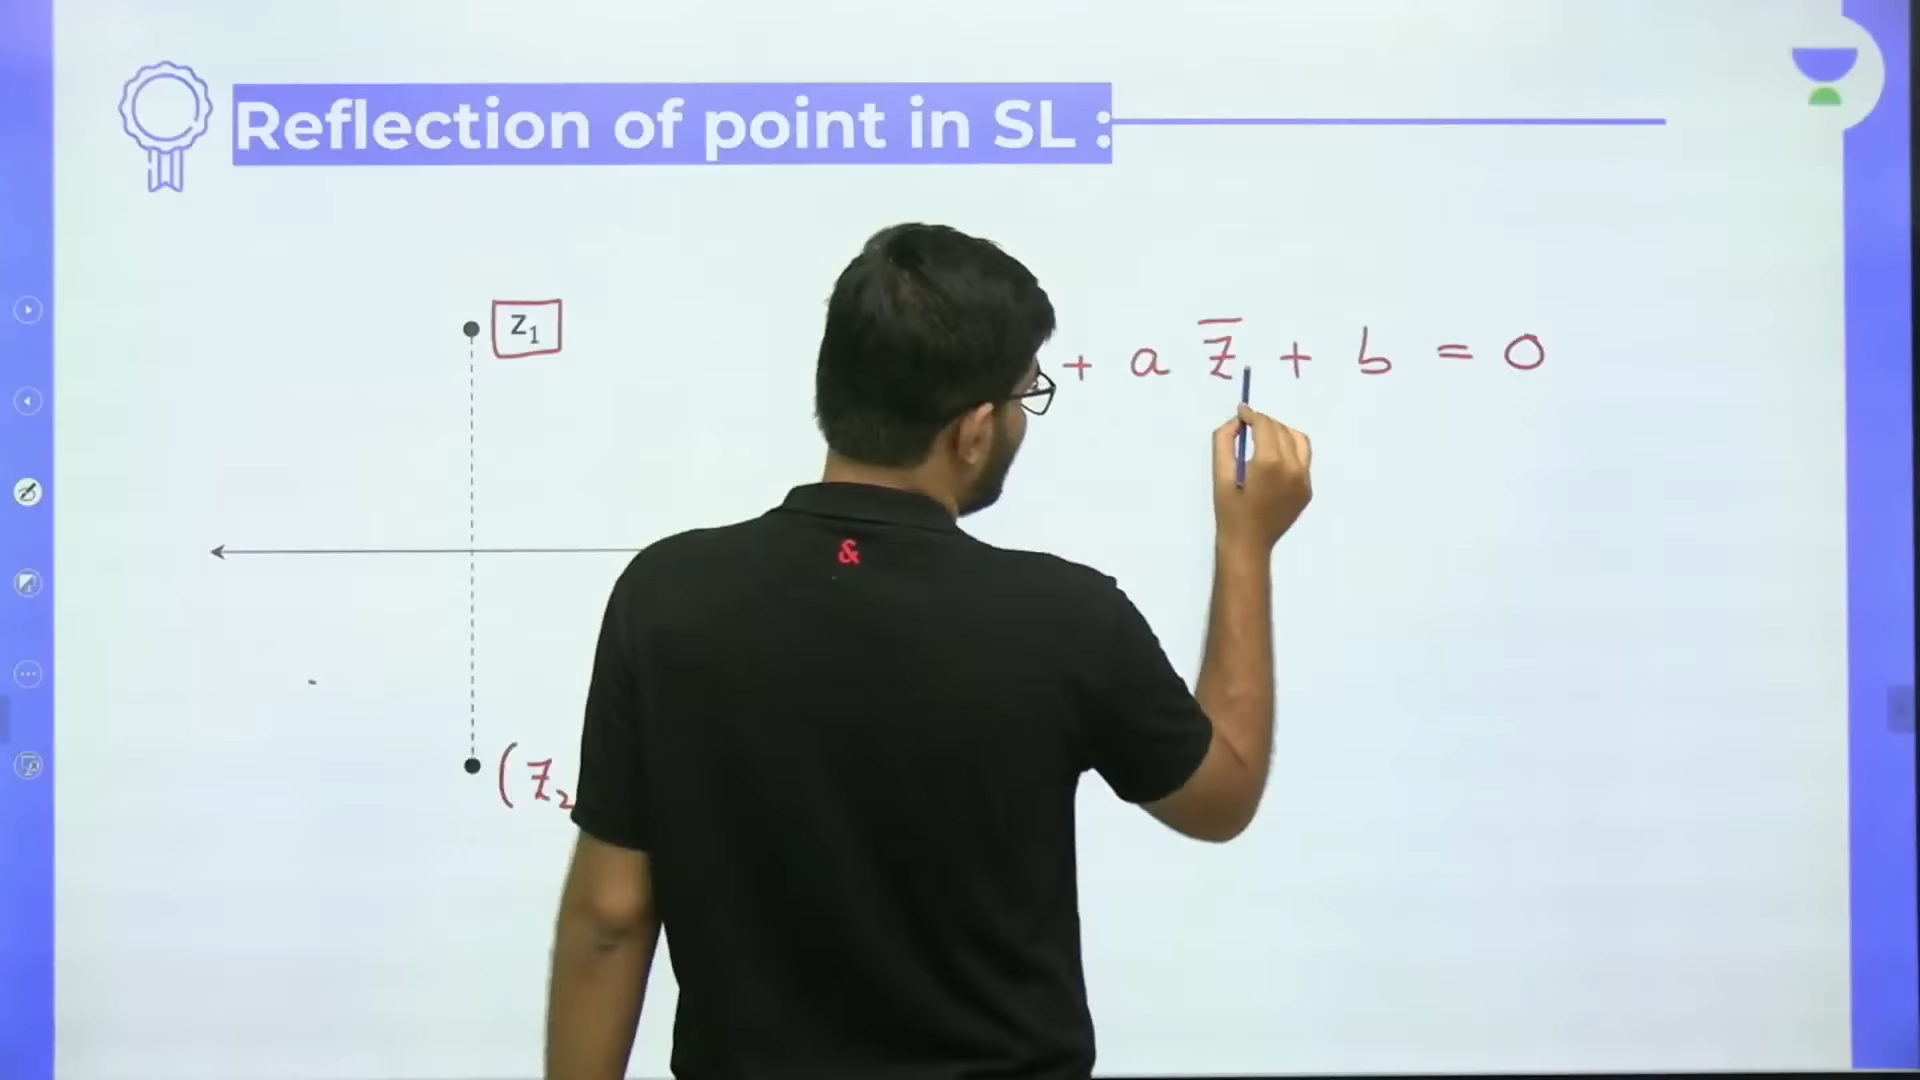 Reflection of point in SL :
z₁
+ a z̅ + b = 0
&
(z₂